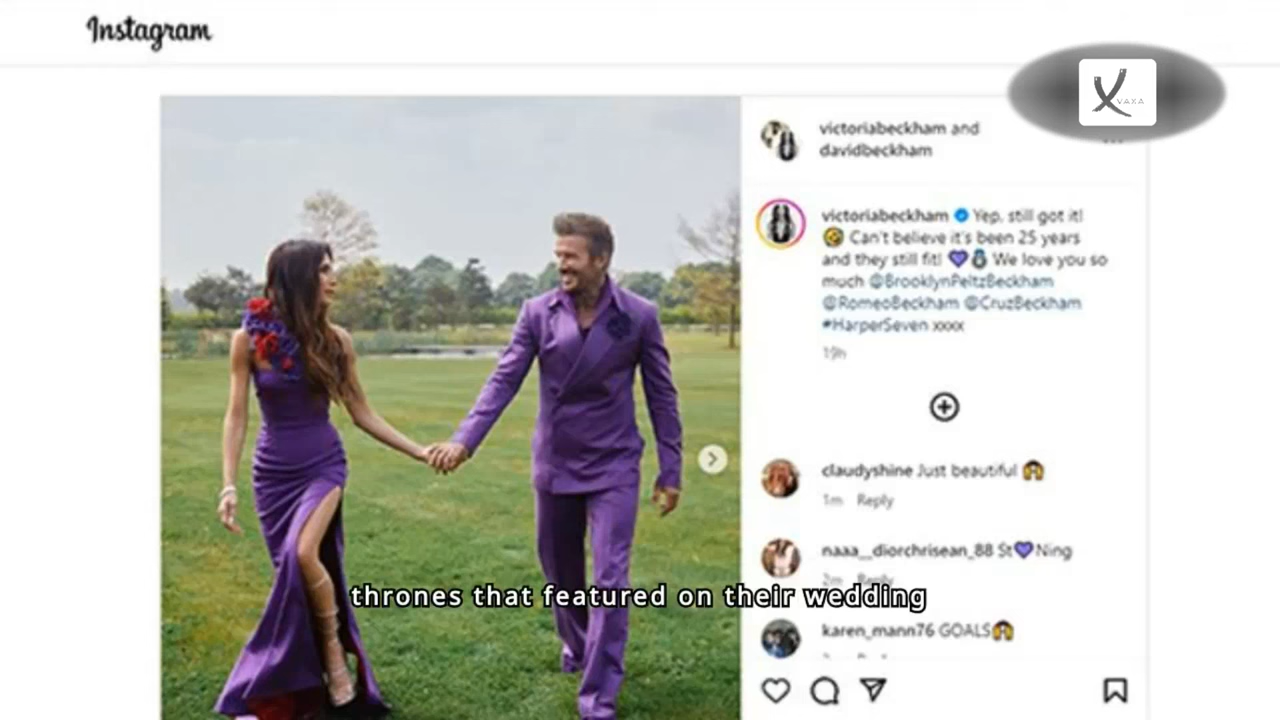 Instagram
VAXA
victoriabeckham and
davidbeckham
victoriabeckham Yep, still got it!
🤣 Can't believe it's been 25 years
and they still fit! 💜💍 We love you so
much @BrooklynPeltzBeckham
@RomeoBeckham @CruzBeckham
#HarperSeven xxxx
19h
claudyshine Just beautiful 🙌
1m Reply
naaa__diorchrisean_88 St💜Ning
2m Reply
thrones that featured on their wedding
karen_mann76 GOALS🙌